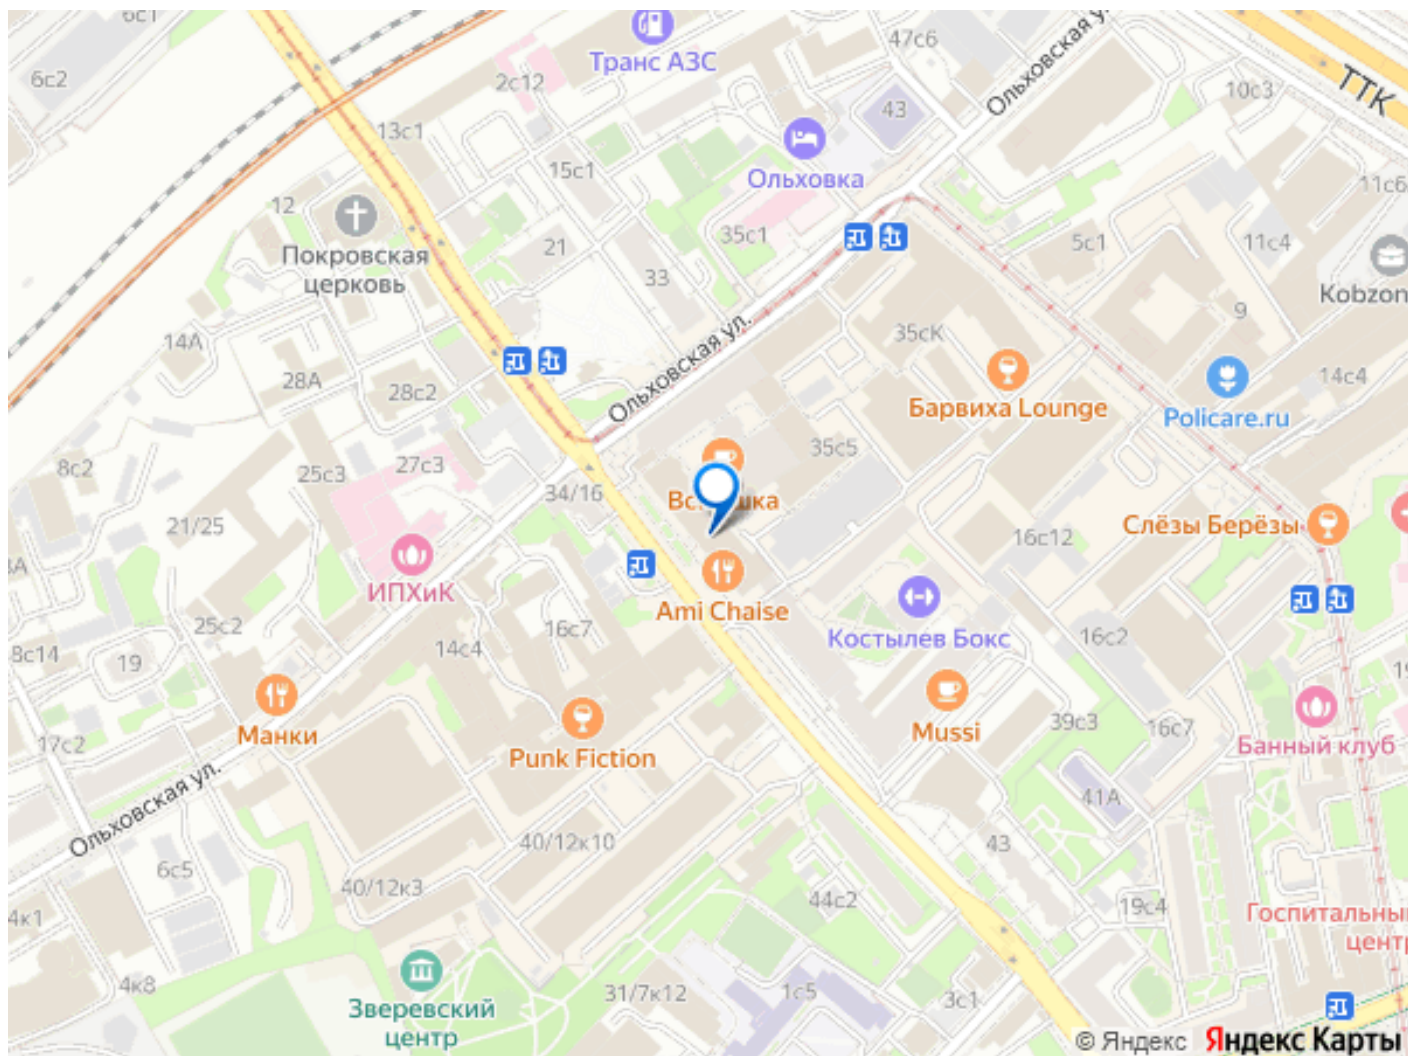 6с1
47с6
Ольховская ул.
Транс АЗС
6с2
2с12
10с3
ТТК
43
13с1
15с1
Ольховка
11с6
12
35с1
5с1
11с4
21
Покровская
церковь
33
Kobzon
9
14А
35сК
28А
28с2
Ольховская ул.
14с4
Барвиха Lounge
Policare.ru
35с5
8с2
27с3
25с3
34/16
21/25
Слёзы Берёзы
16с12
ИПХиК
Ami Chaise
25с2
16с7
Костылев Бокс
16с2
8с14
19
14с4
Манки
Punk Fiction
Mussi
39с3
16с7
17с2
Банный клуб
Ольховская ул.
41А
40/12к10
43
6с5
40/12к3
44с2
19с4
4к1
Госпитальны
центр
4к8
31/7к12
1с5
3с1
Зверевский
центр
© Яндекс Яндекс Карты